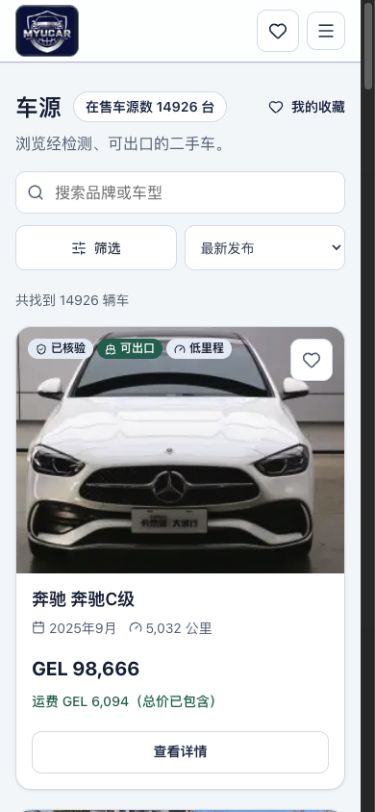 MYUCAR
车源
在售车源数 14926 台
我的收藏
浏览经检测、可出口的二手车。
搜索品牌或车型
筛选
最新发布
共找到 14926 辆车
已核验
可出口
低里程
奔驰 奔驰C级
2025年9月 5,032 公里
GEL 98,666
运费 GEL 6,094（总价已包含）
查看详情